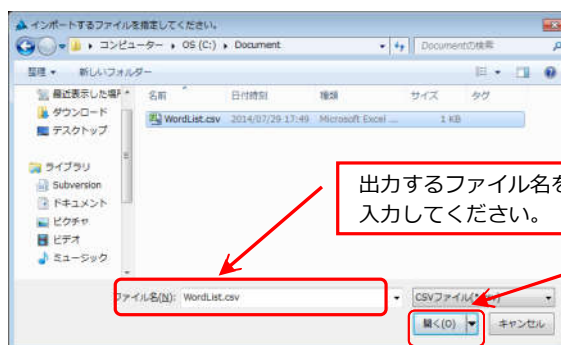 インポートするファイルを指定してください。
コンピューター ▸ OS (C:) ▸ Document
Documentの検索
整理 ▾ 新しいフォルダー
最近表示した場所
ダウンロード
デスクトップ
ライブラリ
Subversion
ドキュメント
ピクチャ
ビデオ
ミュージック
名前 日付時刻 種類 サイズ タグ
WordList.csv 2014/07/29 17:49 Microsoft Excel ... 1 KB
出力するファイル名を
入力してください。
ファイル名(N): WordList.csv
CSVファイル(*.csv)
開く(O) キャンセル